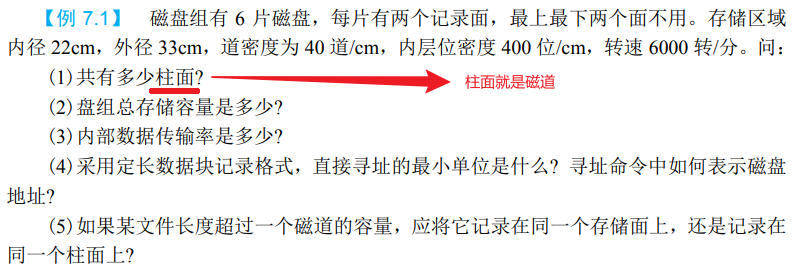 【例 7.1】 磁盘组有 6 片磁盘，每片有两个记录面，最上最下两个面不用。存储区域
内径 22cm，外径 33cm，道密度为 40 道/cm，内层位密度 400 位/cm，转速 6000 转/分。问：
(1)共有多少柱面?
柱面就是磁道
(2)盘组总存储容量是多少?
(3)内部数据传输率是多少?
(4)采用定长数据块记录格式，直接寻址的最小单位是什么? 寻址命令中如何表示磁盘
地址?
(5)如果某文件长度超过一个磁道的容量，应将它记录在同一个存储面上，还是记录在
同一个柱面上?